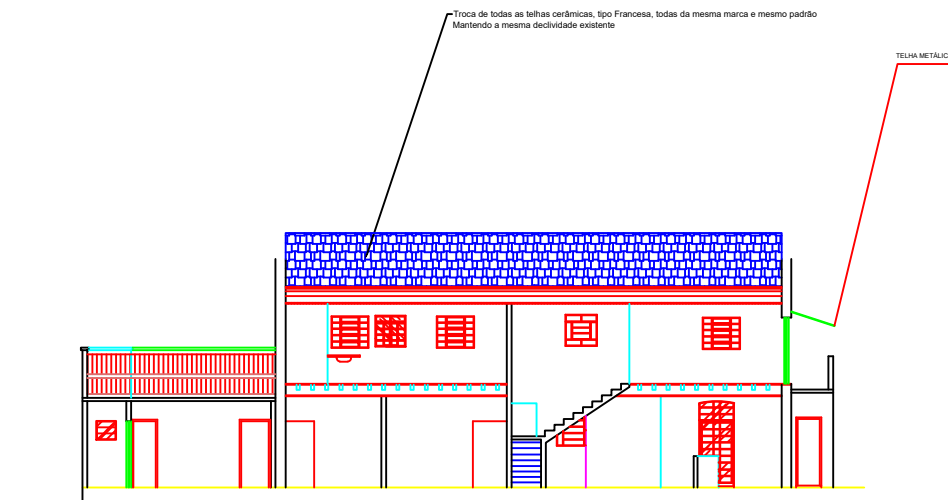 Troca de todas as telhas cerâmicas, tipo Francesa, todas da mesma marca e mesmo padrão
Mantendo a mesma declividade existente
TELHA METÁLIC